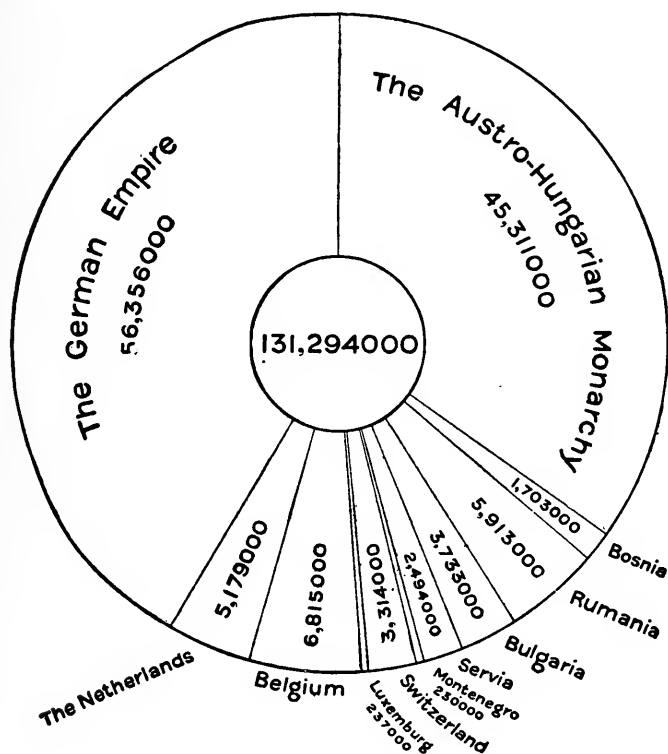 The German Empire
56,356000
The Austro-Hungarian Monarchy
45,311000
131,294000
1,703000
Bosnia
5,913000
Rumania
3,733000
Bulgaria
2,494000
Servia
Montenegro
3,314000
Switzerland
Luxemburg
237000
6,815000
Belgium
5,179000
The Netherlands